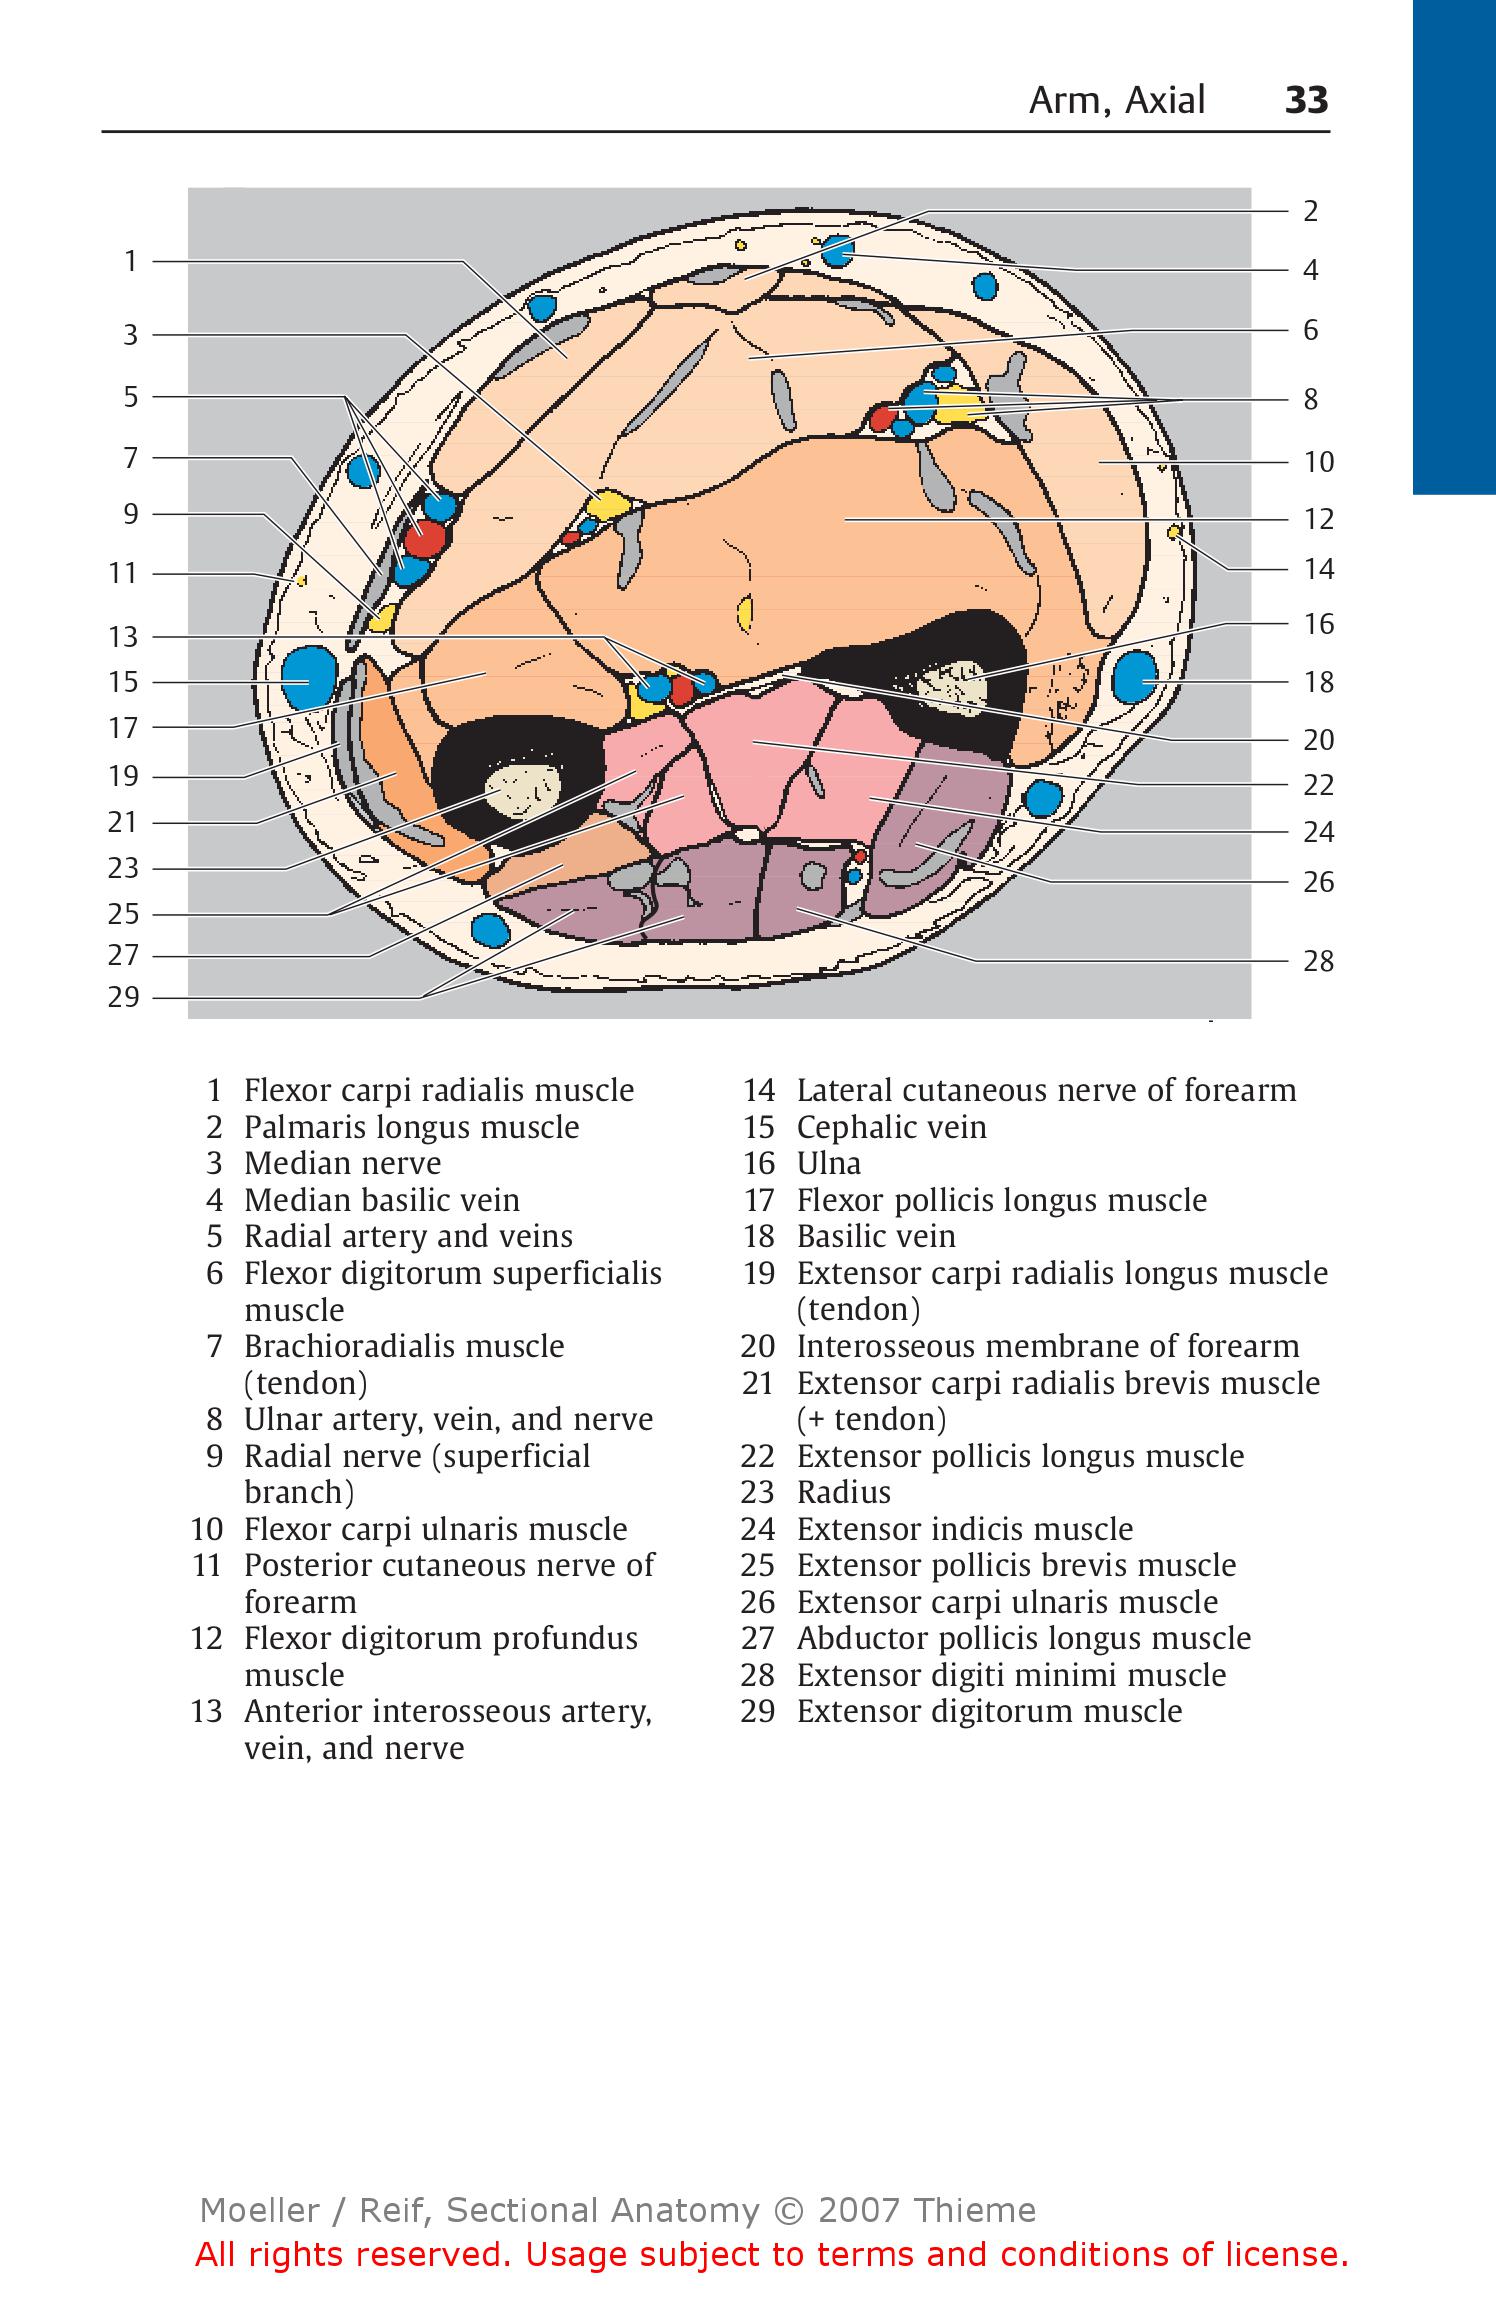 Arm, Axial 33
1
2
3
4
5
6
7
8
9
10
11
12
13
14
15
16
17
18
19
20
21
22
23
24
25
26
27
28
29
1 Flexor carpi radialis muscle
2 Palmaris longus muscle
3 Median nerve
4 Median basilic vein
5 Radial artery and veins
6 Flexor digitorum superficialis
muscle
7 Brachioradialis muscle
(tendon)
8 Ulnar artery, vein, and nerve
9 Radial nerve (superficial
branch)
10 Flexor carpi ulnaris muscle
11 Posterior cutaneous nerve of
forearm
12 Flexor digitorum profundus
muscle
13 Anterior interosseous artery,
vein, and nerve
14 Lateral cutaneous nerve of forearm
15 Cephalic vein
16 Ulna
17 Flexor pollicis longus muscle
18 Basilic vein
19 Extensor carpi radialis longus muscle
(tendon)
20 Interosseous membrane of forearm
21 Extensor carpi radialis brevis muscle
(+ tendon)
22 Extensor pollicis longus muscle
23 Radius
24 Extensor indicis muscle
25 Extensor pollicis brevis muscle
26 Extensor carpi ulnaris muscle
27 Abductor pollicis longus muscle
28 Extensor digiti minimi muscle
29 Extensor digitorum muscle
Moeller / Reif, Sectional Anatomy © 2007 Thieme
All rights reserved. Usage subject to terms and conditions of license.